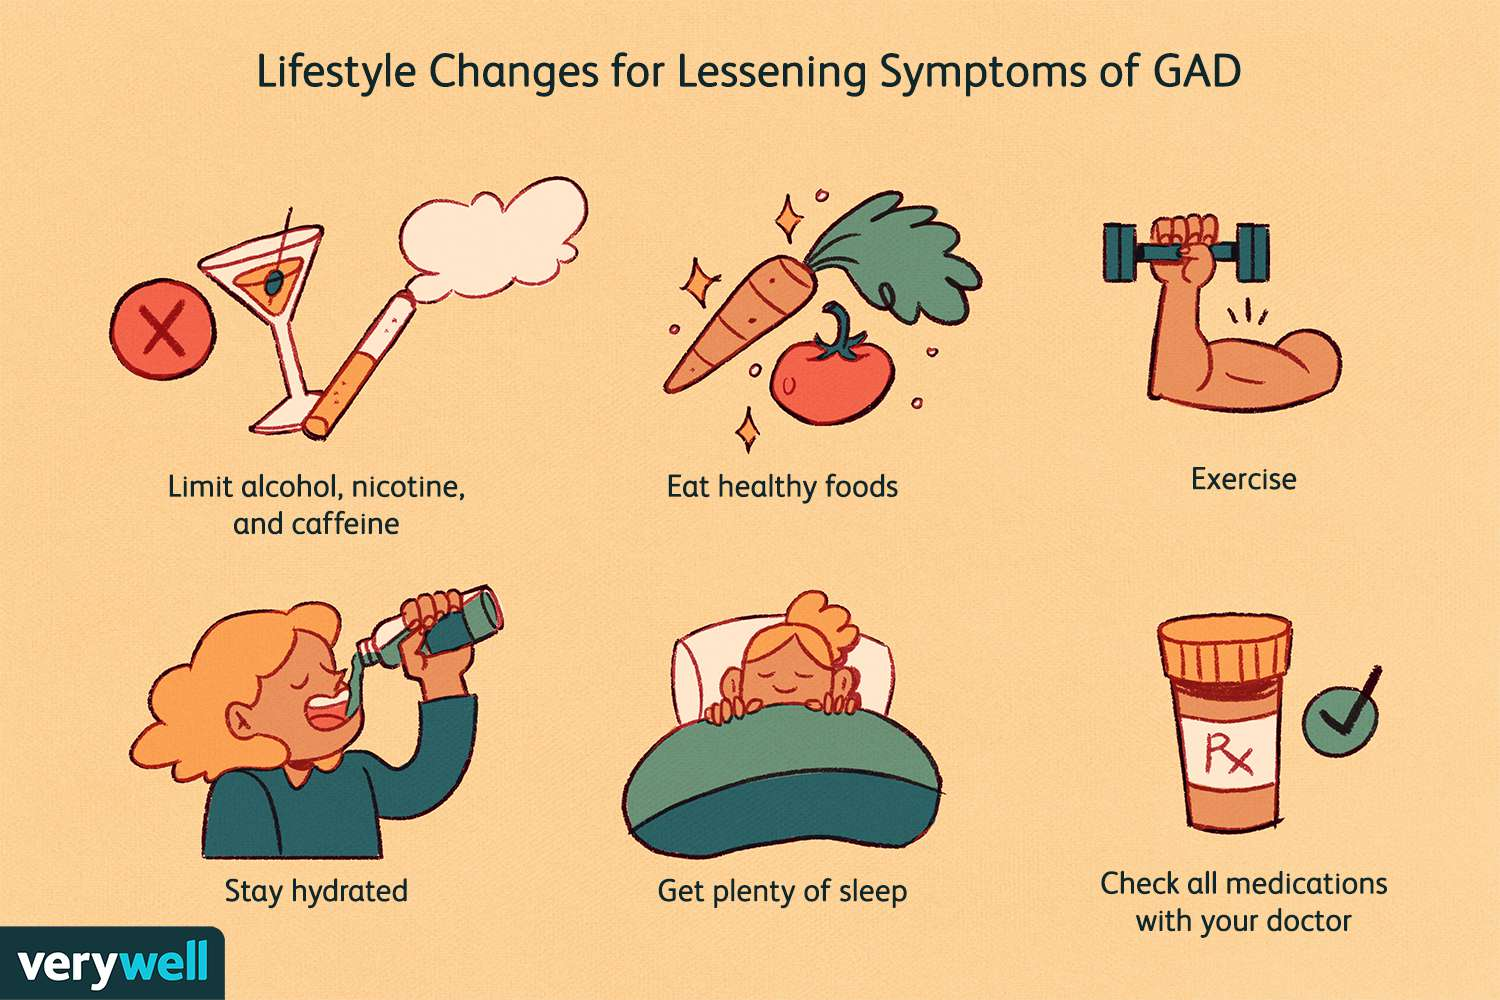 Lifestyle Changes for Lessening Symptoms of GAD
Limit alcohol, nicotine,
and caffeine
Eat healthy foods
Exercise
Stay hydrated
Get plenty of sleep
Rx
Check all medications
with your doctor
verywell